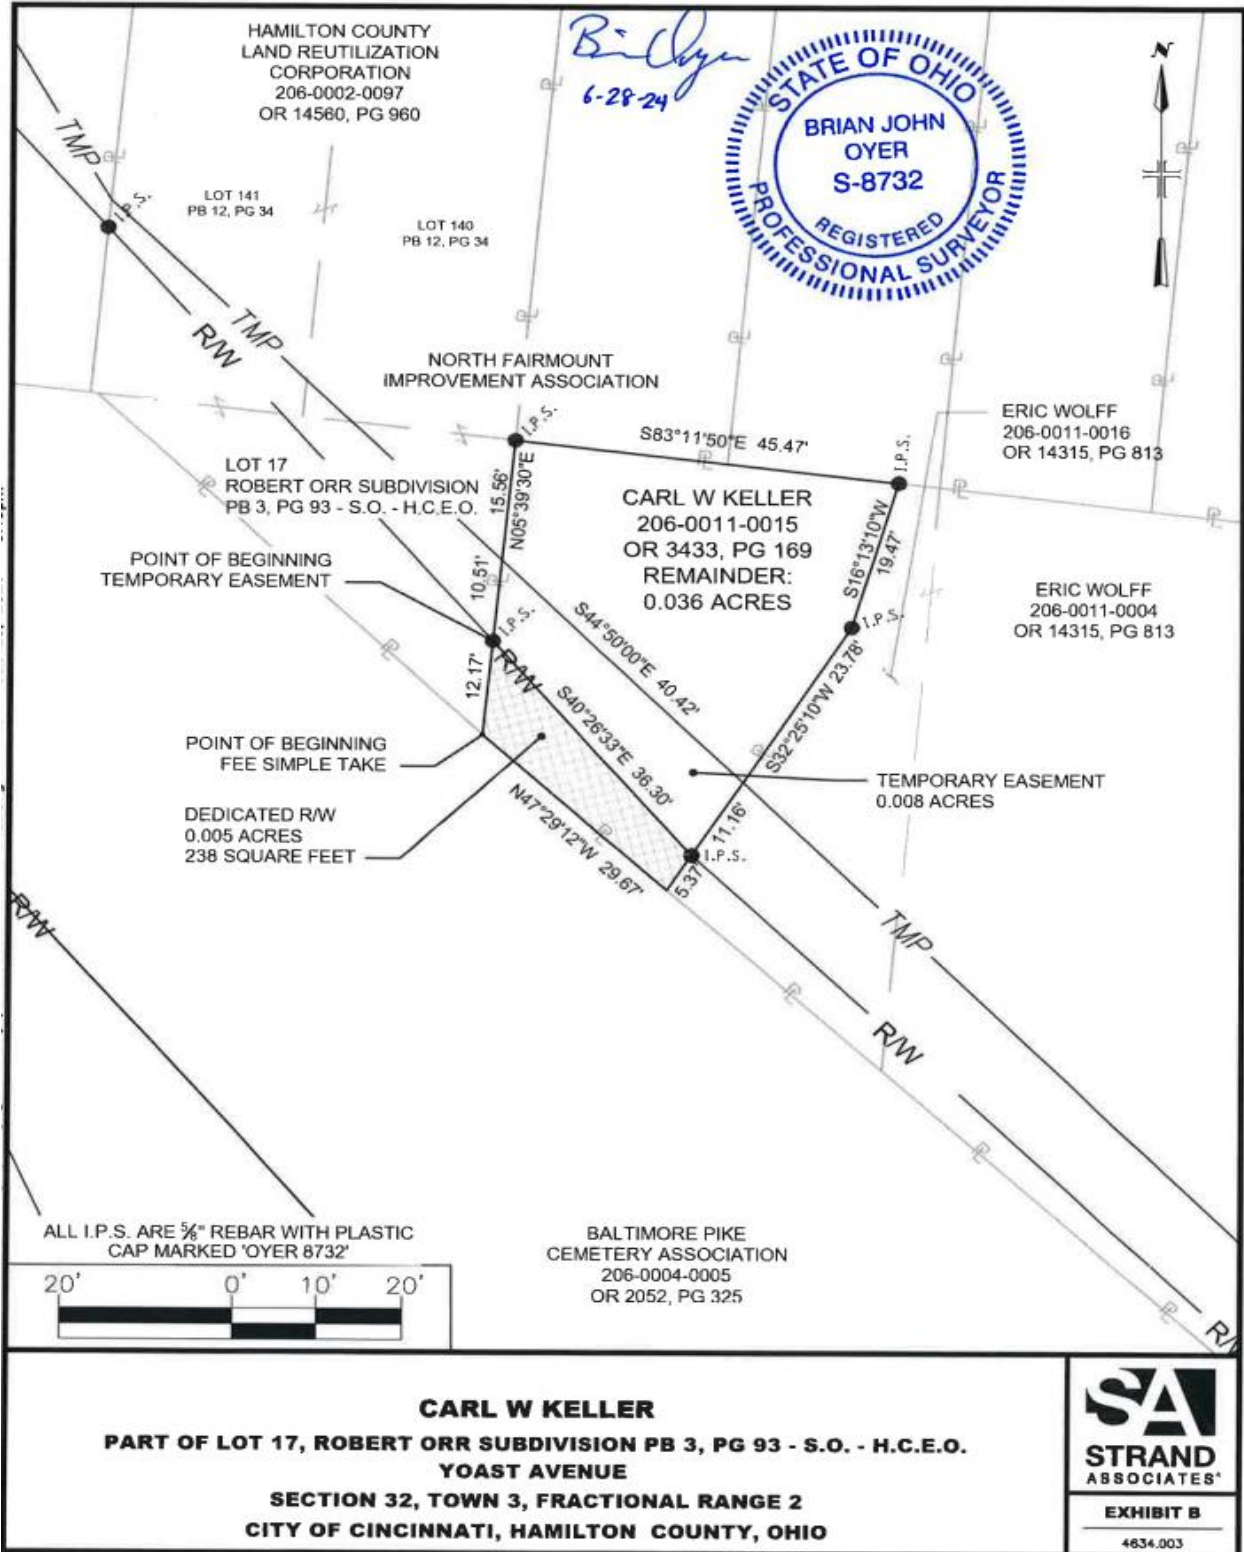 HAMILTON COUNTY
LAND REUTILIZATION
CORPORATION
206-0002-0097
OR 14560, PG 960
6-28-24
STATE OF OHIO
BRIAN JOHN
OYER
S-8732
REGISTERED
PROFESSIONAL SURVEYOR
N
TMP
I.P.S.
LOT 141
PB 12, PG 34
LOT 140
PB 12, PG 34
R/W
TMP
NORTH FAIRMOUNT
IMPROVEMENT ASSOCIATION
I.P.S.
S83°11'50"E 45.47'
I.P.S.
ERIC WOLFF
206-0011-0016
OR 14315, PG 813
LOT 17
ROBERT ORR SUBDIVISION
PB 3, PG 93 - S.O. - H.C.E.O.
15.56'
N05°39'30"E
10.51'
CARL W KELLER
206-0011-0015
OR 3433, PG 169
REMAINDER:
0.036 ACRES
S16°13'10"W
19.47'
I.P.S.
ERIC WOLFF
206-0011-0004
OR 14315, PG 813
POINT OF BEGINNING
TEMPORARY EASEMENT
I.P.S.
R/W
12.17'
S44°50'00"E 40.42'
S40°26'33"E 36.30'
S32°25'10"W 23.78'
POINT OF BEGINNING
FEE SIMPLE TAKE
TEMPORARY EASEMENT
0.008 ACRES
DEDICATED R/W
0.005 ACRES
238 SQUARE FEET
N47°29'12"W 29.67'
11.16'
I.P.S.
5.37'
R/W
TMP
R/W
ALL I.P.S. ARE ⅝" REBAR WITH PLASTIC
CAP MARKED 'OYER 8732'
BALTIMORE PIKE
CEMETERY ASSOCIATION
206-0004-0005
OR 2052, PG 325
20' 0' 10' 20'
R/W
CARL W KELLER
PART OF LOT 17, ROBERT ORR SUBDIVISION PB 3, PG 93 - S.O. - H.C.E.O.
YOAST AVENUE
SECTION 32, TOWN 3, FRACTIONAL RANGE 2
CITY OF CINCINNATI, HAMILTON COUNTY, OHIO
SA
STRAND
ASSOCIATES®
EXHIBIT B
4634.003